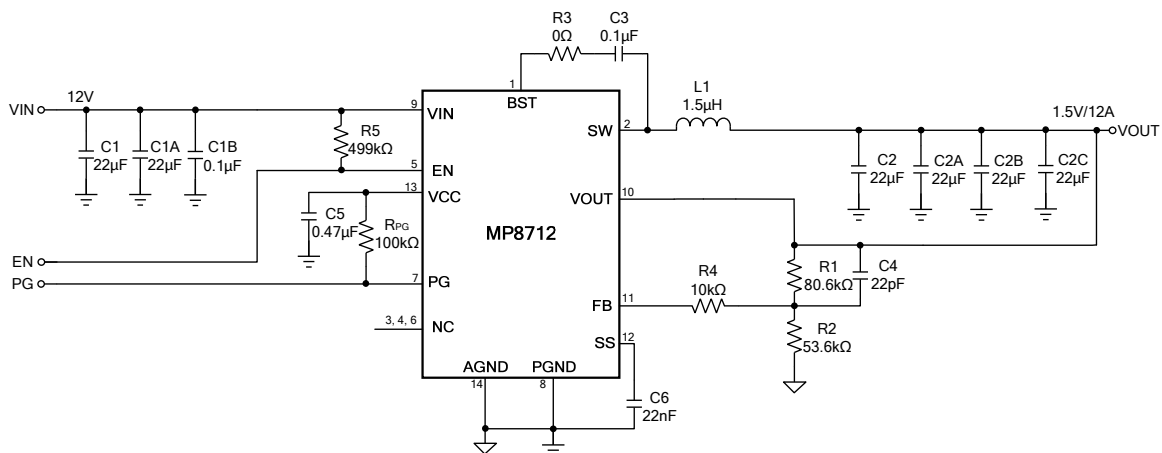 R3
0Ω
C3
0.1µF
1
BST
VIN
12V
9
VIN
C1
22µF
C1A
22µF
C1B
0.1µF
R5
499kΩ
5
EN
13
VCC
C5
0.47µF
RPG
100kΩ
EN
PG
7
PG
3, 4, 6
NC
MP8712
SW
2
L1
1.5µH
1.5V/12A
VOUT
C2
22µF
C2A
22µF
C2B
22µF
C2C
22µF
VOUT
10
R1
80.6kΩ
C4
22pF
R4
10kΩ
FB
11
R2
53.6kΩ
SS
12
AGND
PGND
14
8
C6
22nF